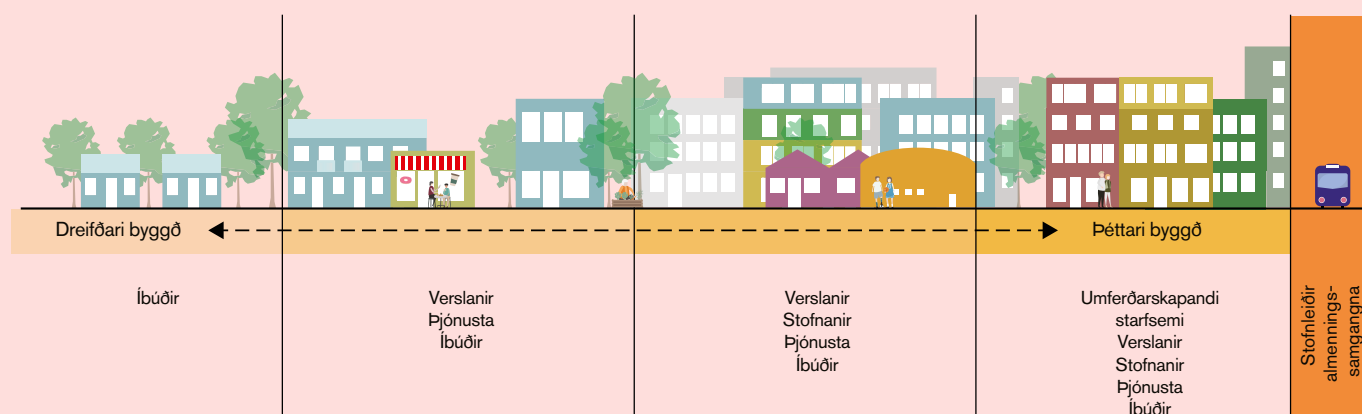 Dreifðari byggð
Þéttari byggð
Íbúðir
Verslanir
Þjónusta
Íbúðir
Verslanir
Stofnanir
Þjónusta
Íbúðir
Umferðarskapandi
starfsemi
Verslanir
Stofnanir
Þjónusta
Íbúðir
Stofnleiðir
almennings-
samgangna